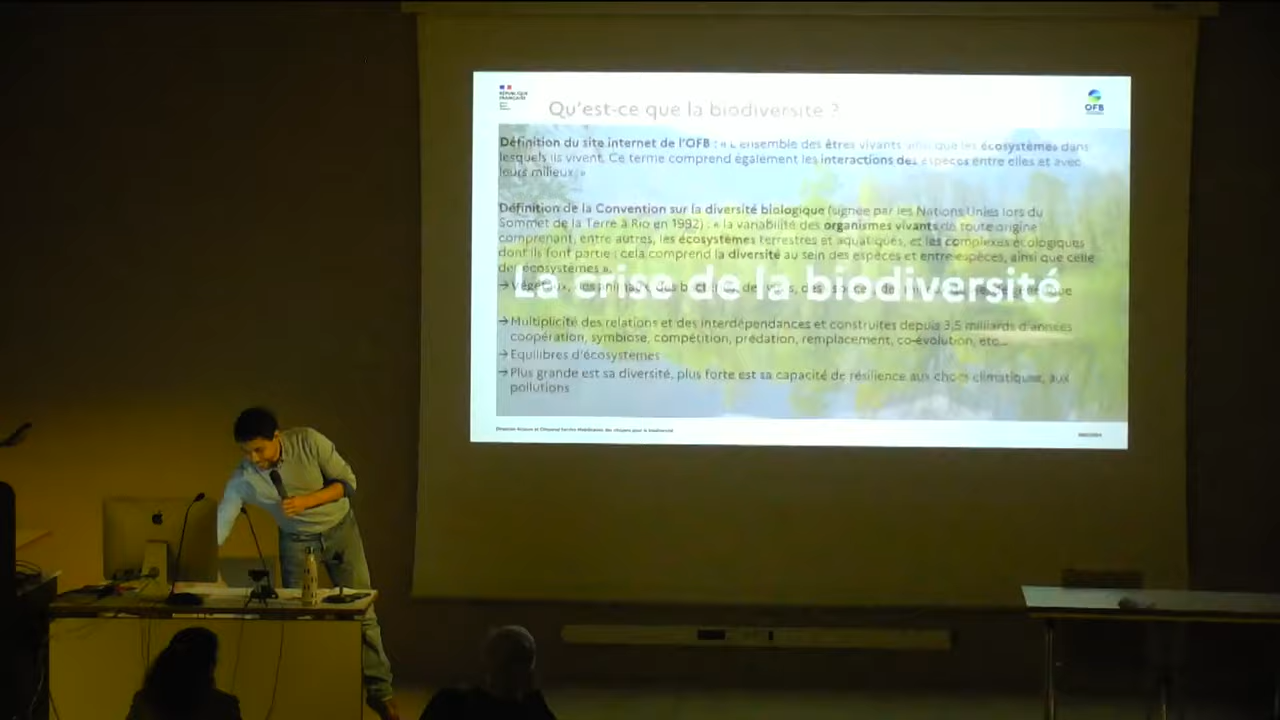 RÉPUBLIQUE
FRANÇAISE
Qu'est-ce que la biodiversité ?
OFB
Définition du site internet de l'OFB : « L'ensemble des êtres vivants ainsi que les écosystèmes dans
lesquels ils vivent. Ce terme comprend également les interactions des espèces entre elles et avec
leurs milieux. »
Définition de la Convention sur la diversité biologique (signée par les Nations Unies lors du
Sommet de la Terre à Rio en 1992) : « la variabilité des organismes vivants de toute origine
comprenant, entre autres, les écosystèmes terrestres et aquatiques, et les complexes écologiques
dont ils font partie : cela comprend la diversité au sein des espèces et entre espèces, ainsi que celle
des écosystèmes ».
La crise de la biodiversité
→ Végétaux, des animaux, des
→ Multiplicité des relations et des interdépendances et construites depuis 3,5 milliards d'années
coopération, symbiose, compétition, prédation, remplacement, co-évolution, etc...
→ Equilibres d'écosystèmes
→ Plus grande est sa diversité, plus forte est sa capacité de résilience aux chocs climatiques, aux
pollutions